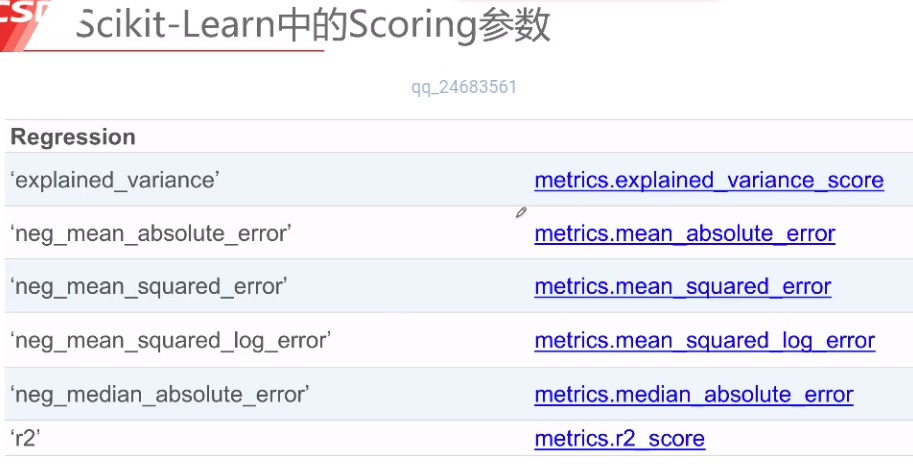 CSD
Scikit-Learn中的Scoring参数
qq_24683561
Regression
‘explained_variance’ metrics.explained_variance_score
‘neg_mean_absolute_error’ metrics.mean_absolute_error
‘neg_mean_squared_error’ metrics.mean_squared_error
‘neg_mean_squared_log_error’ metrics.mean_squared_log_error
‘neg_median_absolute_error’ metrics.median_absolute_error
‘r2’ metrics.r2_score